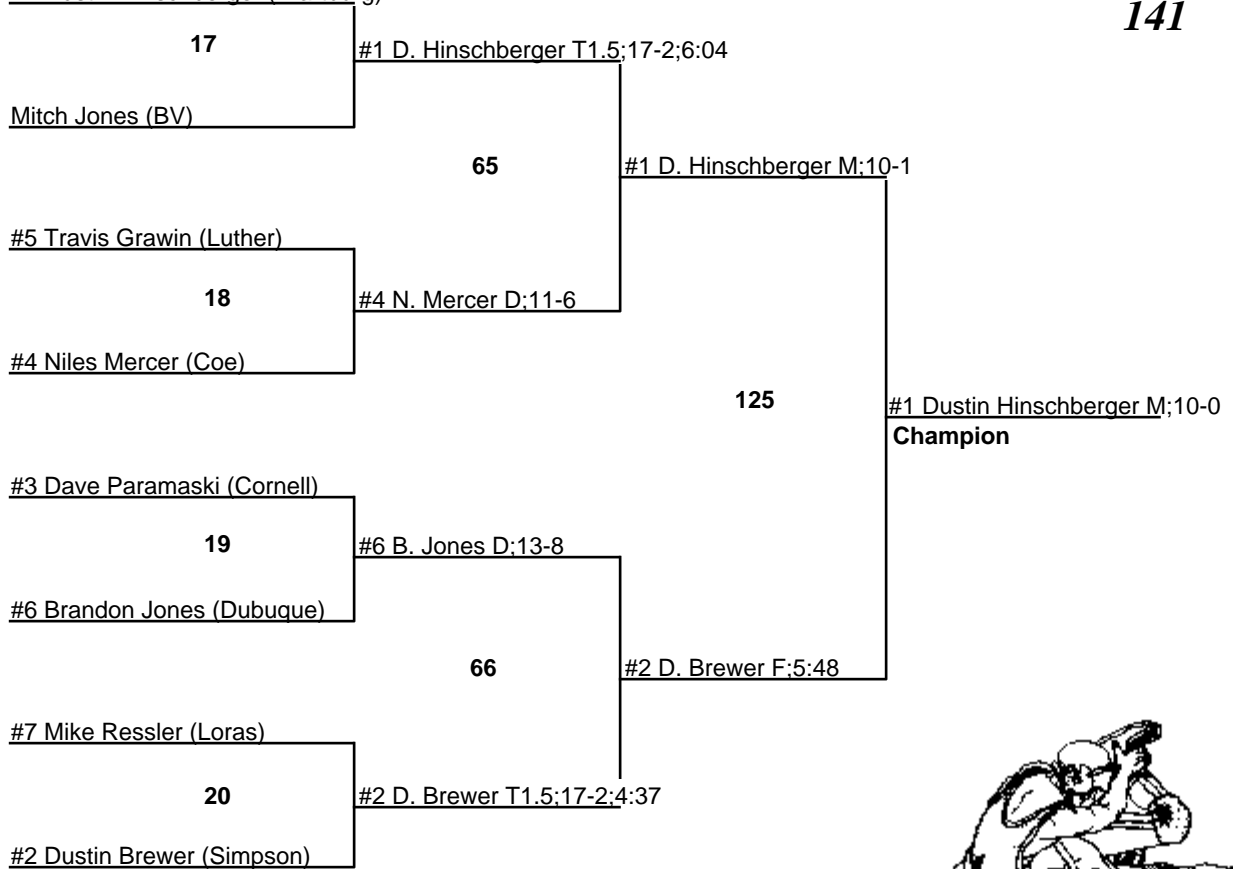 141
17
#1 D. Hinschberger T1.5;17-2;6:04
Mitch Jones (BV)
65
#1 D. Hinschberger M;10-1
#5 Travis Grawin (Luther)
18
#4 N. Mercer D;11-6
#4 Niles Mercer (Coe)
125
#1 Dustin Hinschberger M;10-0
Champion
#3 Dave Paramaski (Cornell)
19
#6 B. Jones D;13-8
#6 Brandon Jones (Dubuque)
66
#2 D. Brewer F;5:48
#7 Mike Ressler (Loras)
20
#2 D. Brewer T1.5;17-2;4:37
#2 Dustin Brewer (Simpson)